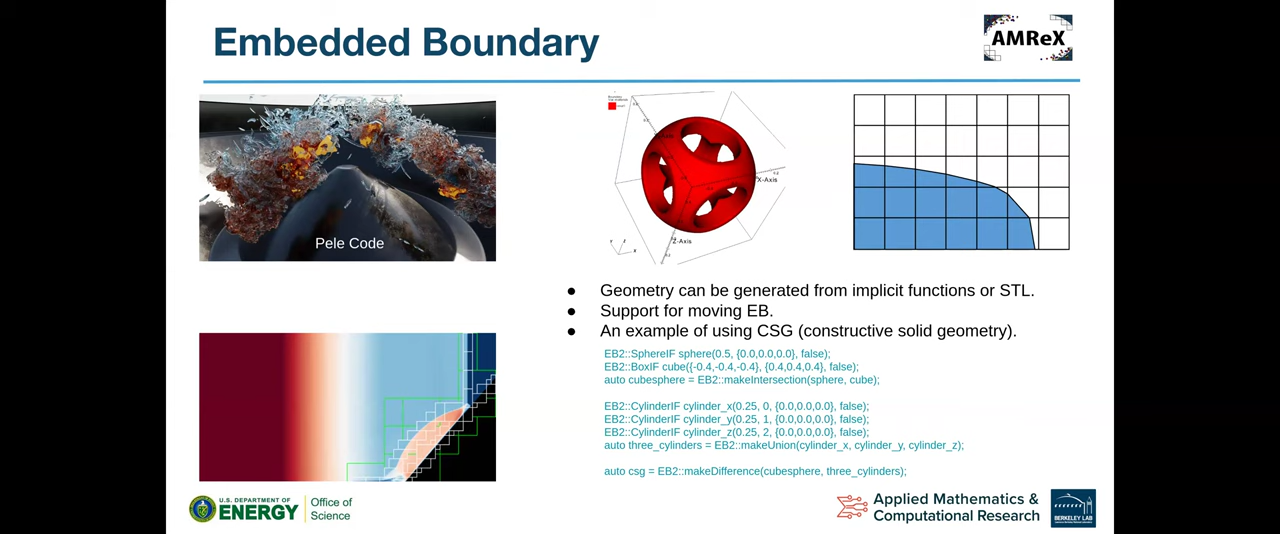 Embedded Boundary
AMReX
Pele Code
X-Axis
Z-Axis
● Geometry can be generated from implicit functions or STL.
● Support for moving EB.
● An example of using CSG (constructive solid geometry).
EB2::SphereIF sphere(0.5, {0.0,0.0,0.0}, false);
EB2::BoxIF cube({-0.4,-0.4,-0.4}, {0.4,0.4,0.4}, false);
auto cubesphere = EB2::makeIntersection(sphere, cube);
EB2::CylinderIF cylinder_x(0.25, 0, {0.0,0.0,0.0}, false);
EB2::CylinderIF cylinder_y(0.25, 1, {0.0,0.0,0.0}, false);
EB2::CylinderIF cylinder_z(0.25, 2, {0.0,0.0,0.0}, false);
auto three_cylinders = EB2::makeUnion(cylinder_x, cylinder_y, cylinder_z);
auto csg = EB2::makeDifference(cubesphere, three_cylinders);
U.S. DEPARTMENT OF
ENERGY
Office of
Science
Applied Mathematics &
Computational Research
BERKELEY LAB